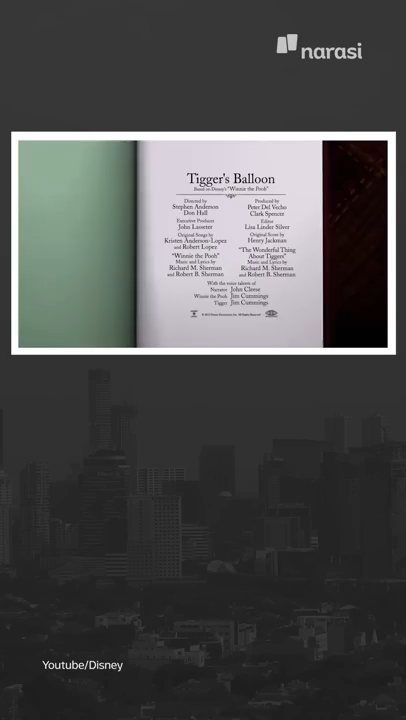 narasi
Tigger's Balloon
Based on Disney's "Winnie the Pooh"
Directed by
Stephen Anderson
Don Hall
Executive Producer
John Lasseter
Original Songs by
Kristen Anderson-Lopez
and Robert Lopez
"Winnie the Pooh"
Music and Lyrics by
Richard M. Sherman
and Robert B. Sherman
Produced by
Peter Del Vecho
Clark Spencer
Editor
Lisa Linder Silver
Original Score by
Henry Jackman
"The Wonderful Thing
About Tiggers"
Music and Lyrics by
Richard M. Sherman
and Robert B. Sherman
With the voice talents of
Narrator John Cleese
Winnie the Pooh Jim Cummings
Tigger Jim Cummings
Youtube/Disney